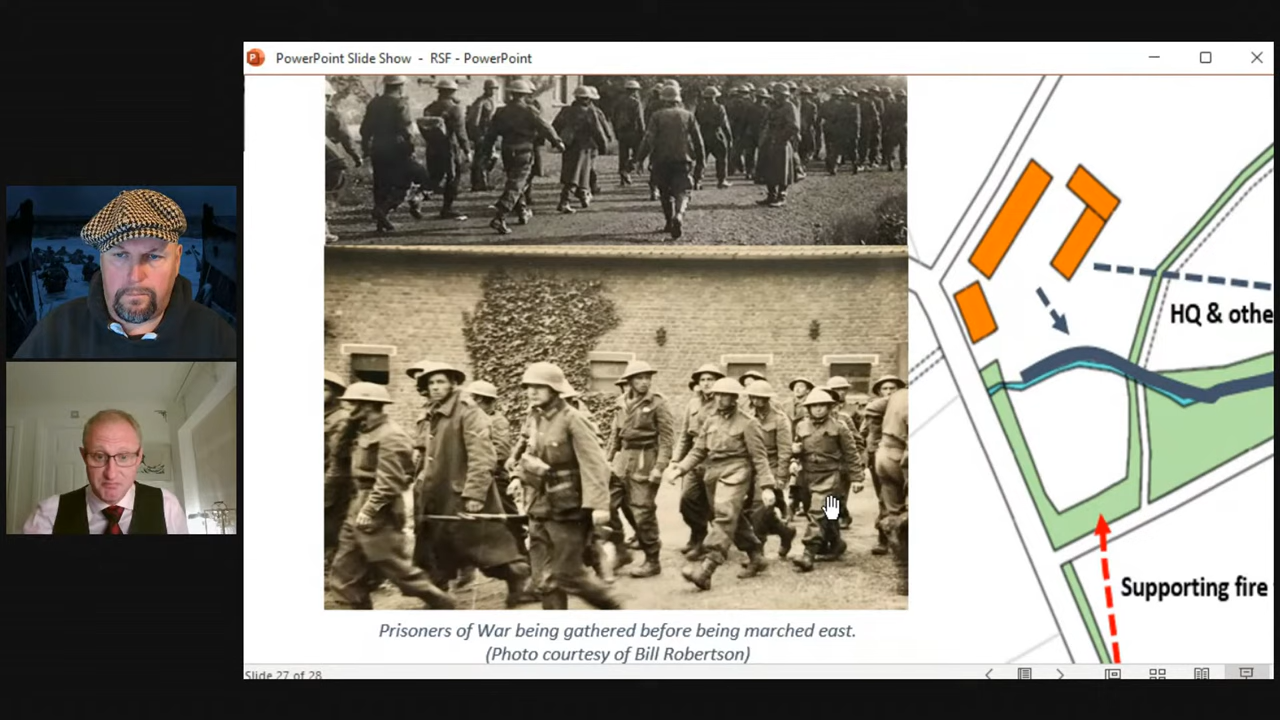 PowerPoint Slide Show - RSF - PowerPoint
HQ & othe
Supporting fire
Prisoners of War being gathered before being marched east.
(Photo courtesy of Bill Robertson)
Slide 27 of 28